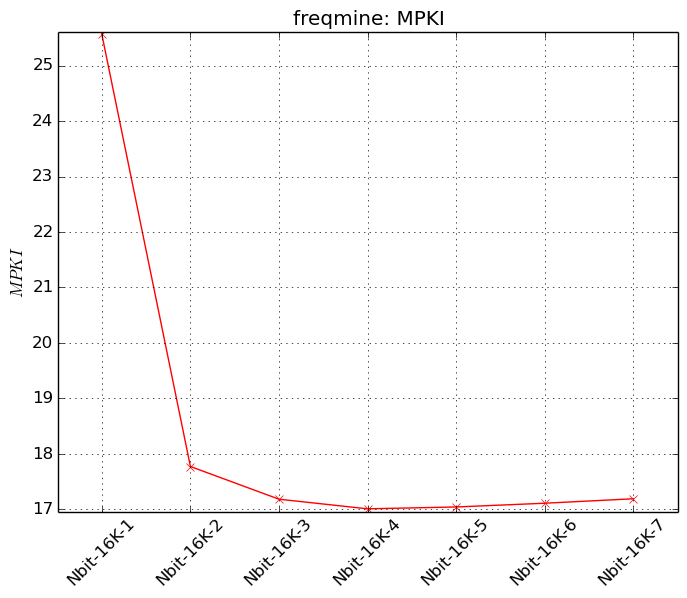 freqmine: MPKI
MPKI
25
24
23
22
21
20
19
18
17
Nbit-16K-1
Nbit-16K-2
Nbit-16K-3
Nbit-16K-4
Nbit-16K-5
Nbit-16K-6
Nbit-16K-7